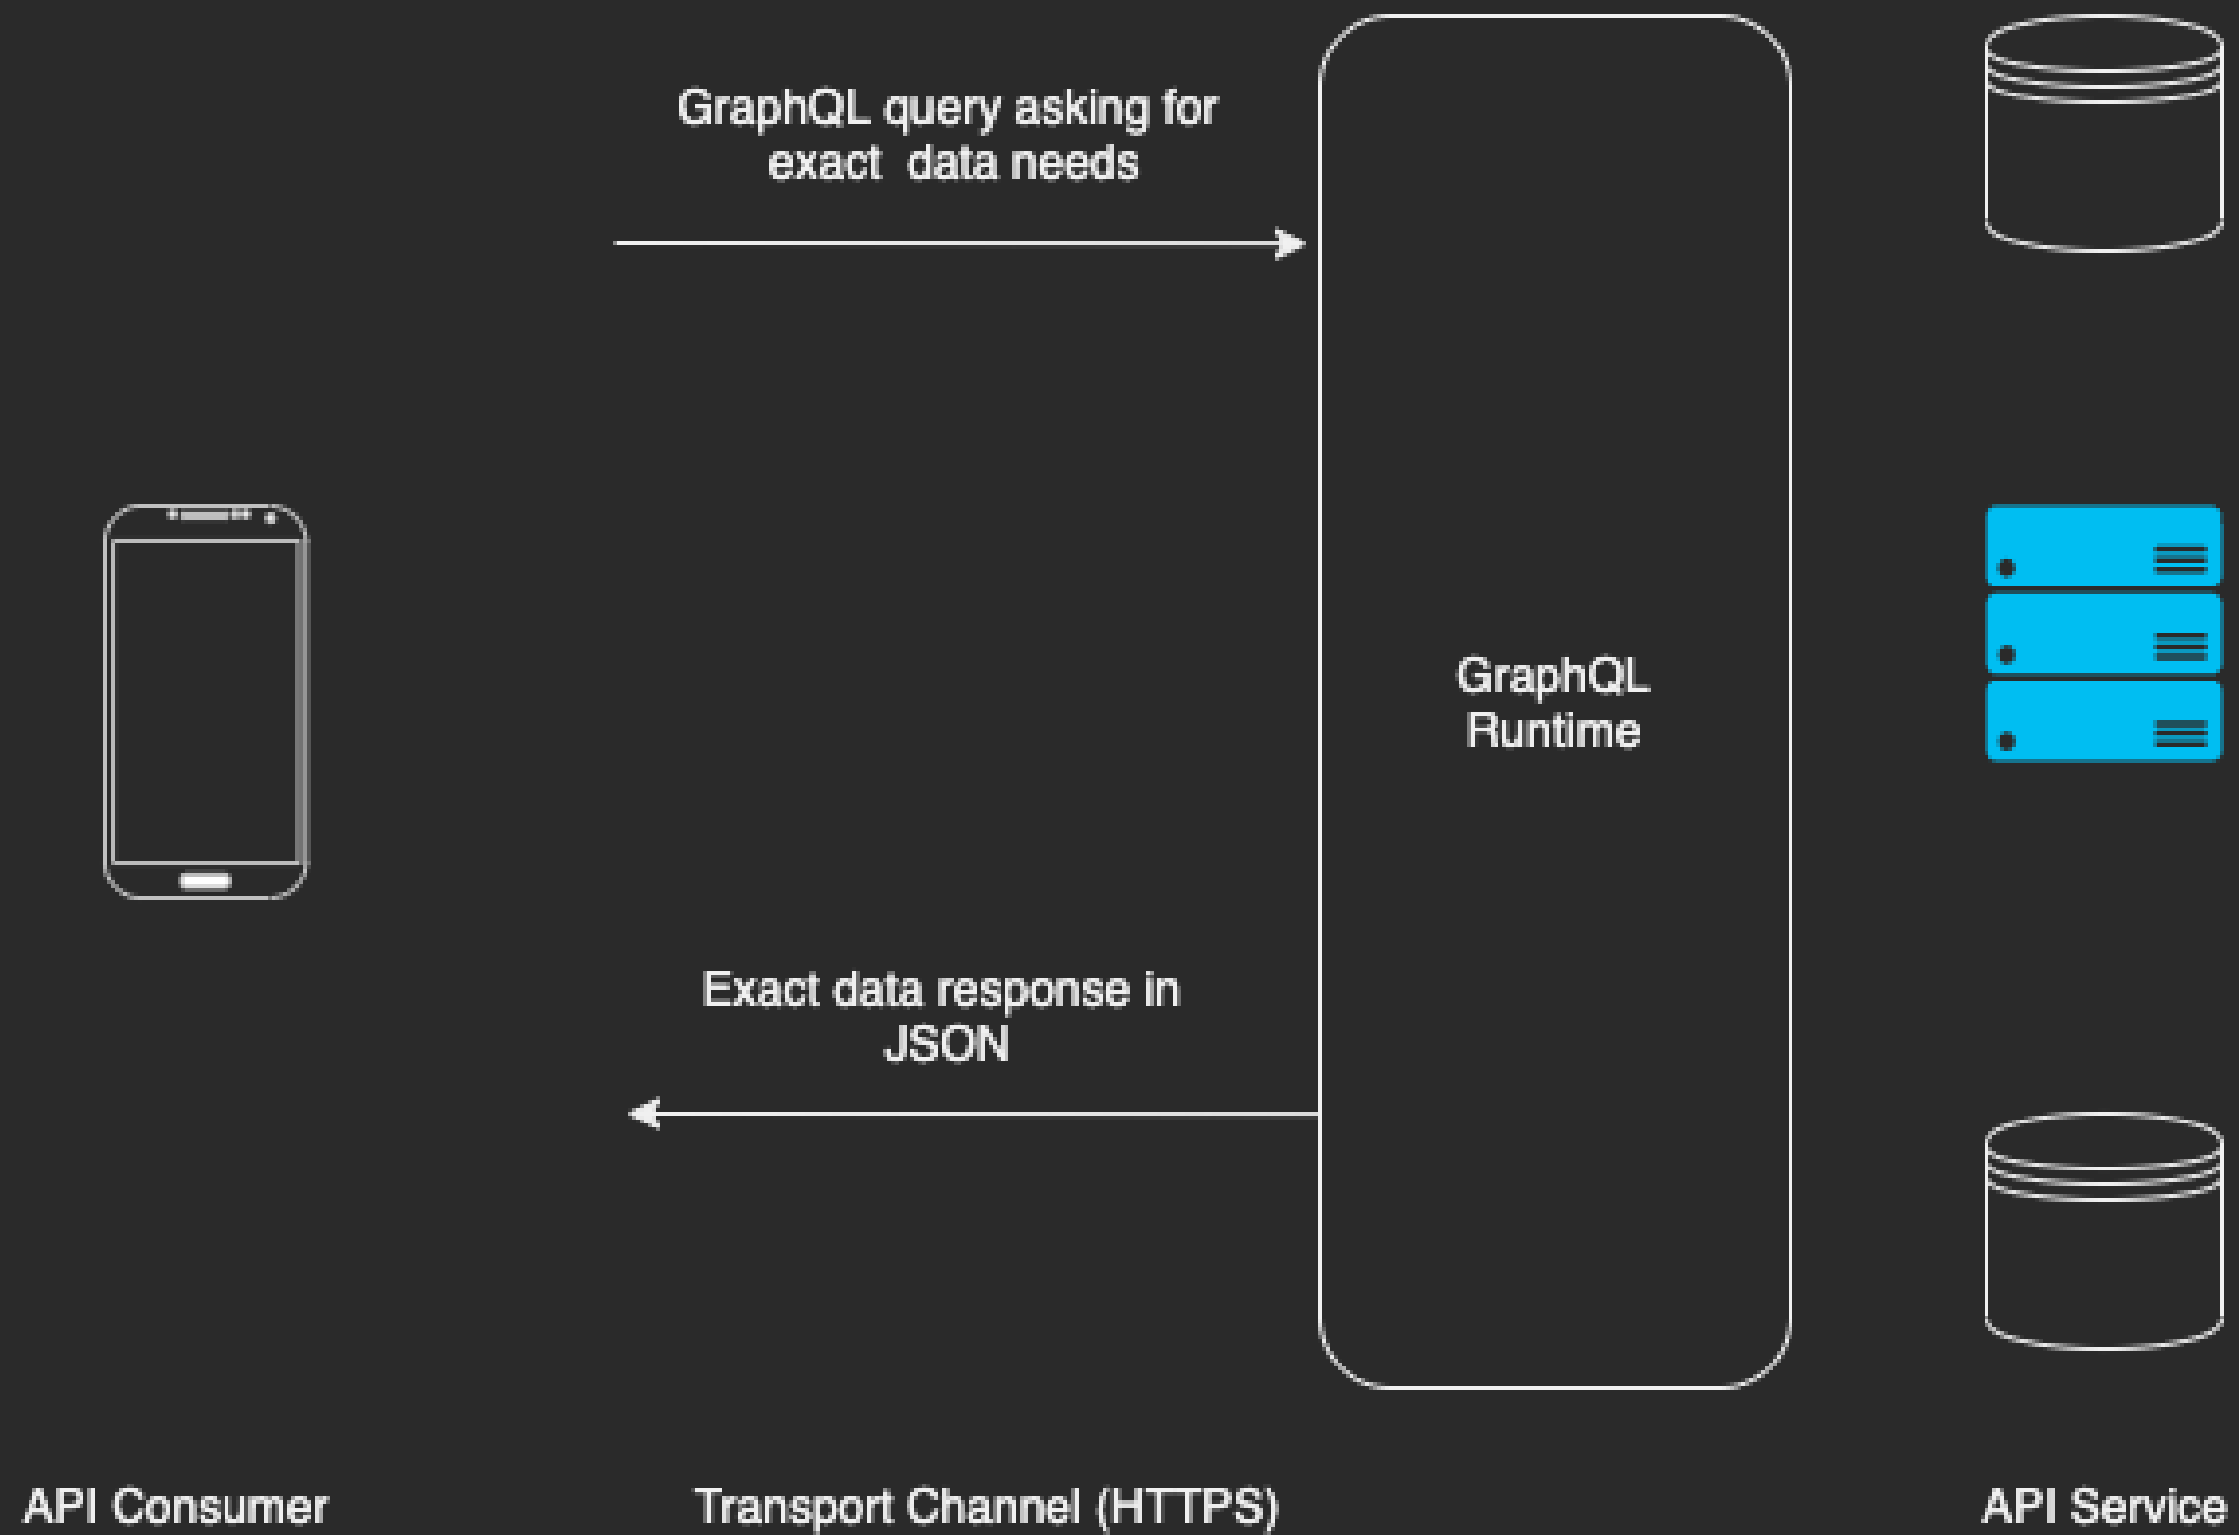 GraphQL query asking for
exact  data needs
GraphQL
Runtime
Exact data response in
JSON
API Consumer
Transport Channel (HTTPS)
API Service